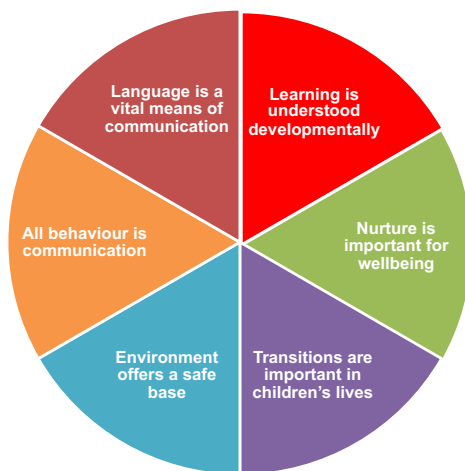 Language is a
vital means of
communication
Learning is
understood
developmentally
All behaviour is
communication
Nurture is
important for
wellbeing
Environment
offers a safe
base
Transitions are
important in
children's lives